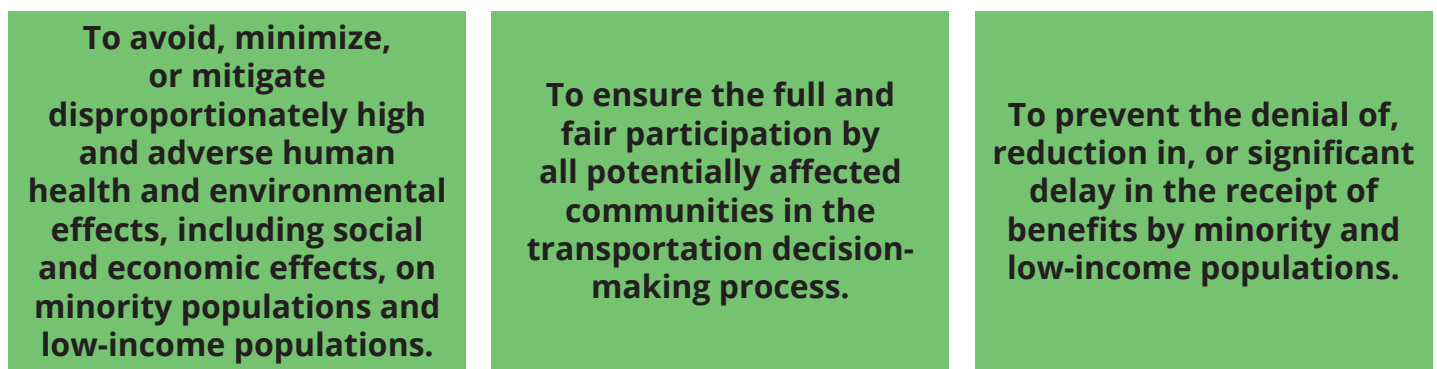 To avoid, minimize,
or mitigate
disproportionately high
and adverse human
health and environmental
effects, including social
and economic effects, on
minority populations and
low-income populations.
To ensure the full and
fair participation by
all potentially affected
communities in the
transportation decision-
making process.
To prevent the denial of,
reduction in, or significant
delay in the receipt of
benefits by minority and
low-income populations.